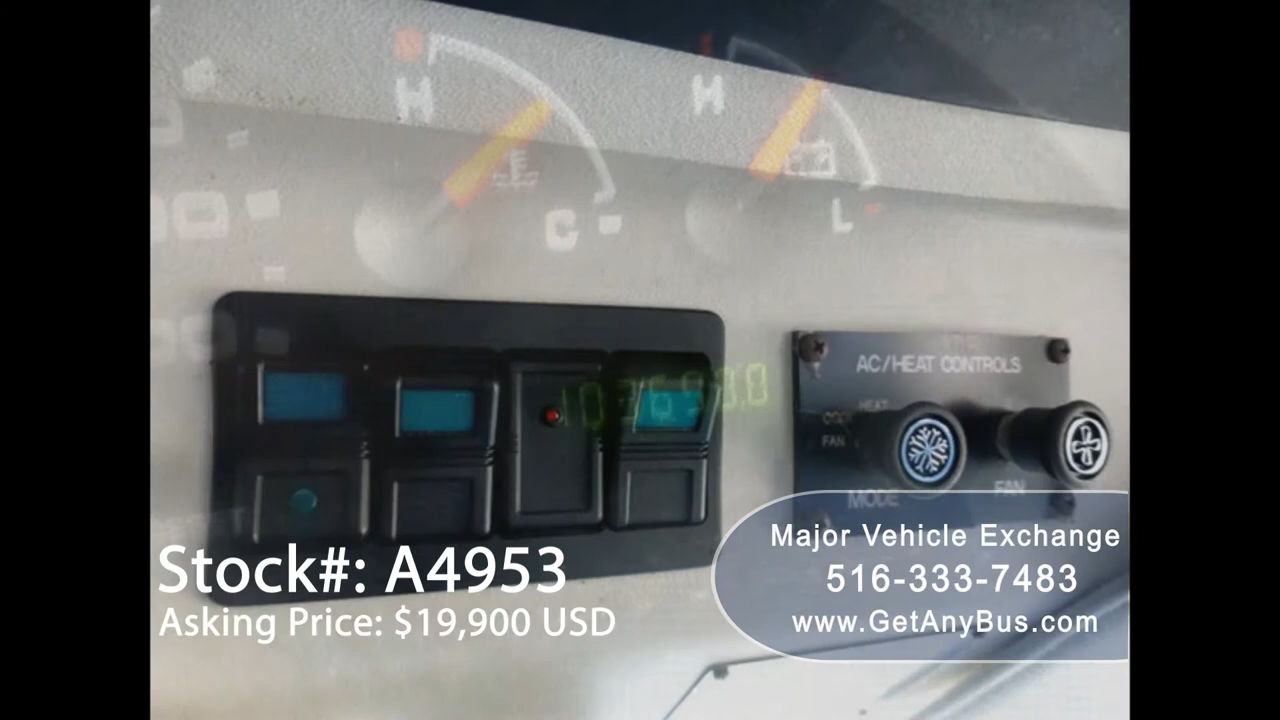 H
H
C
L
AC/HEAT CONTROLS
HEAT
COOL
FAN
MODE
FAN
Stock#: A4953
Asking Price: $19,900 USD
Major Vehicle Exchange
516-333-7483
www.GetAnyBus.com